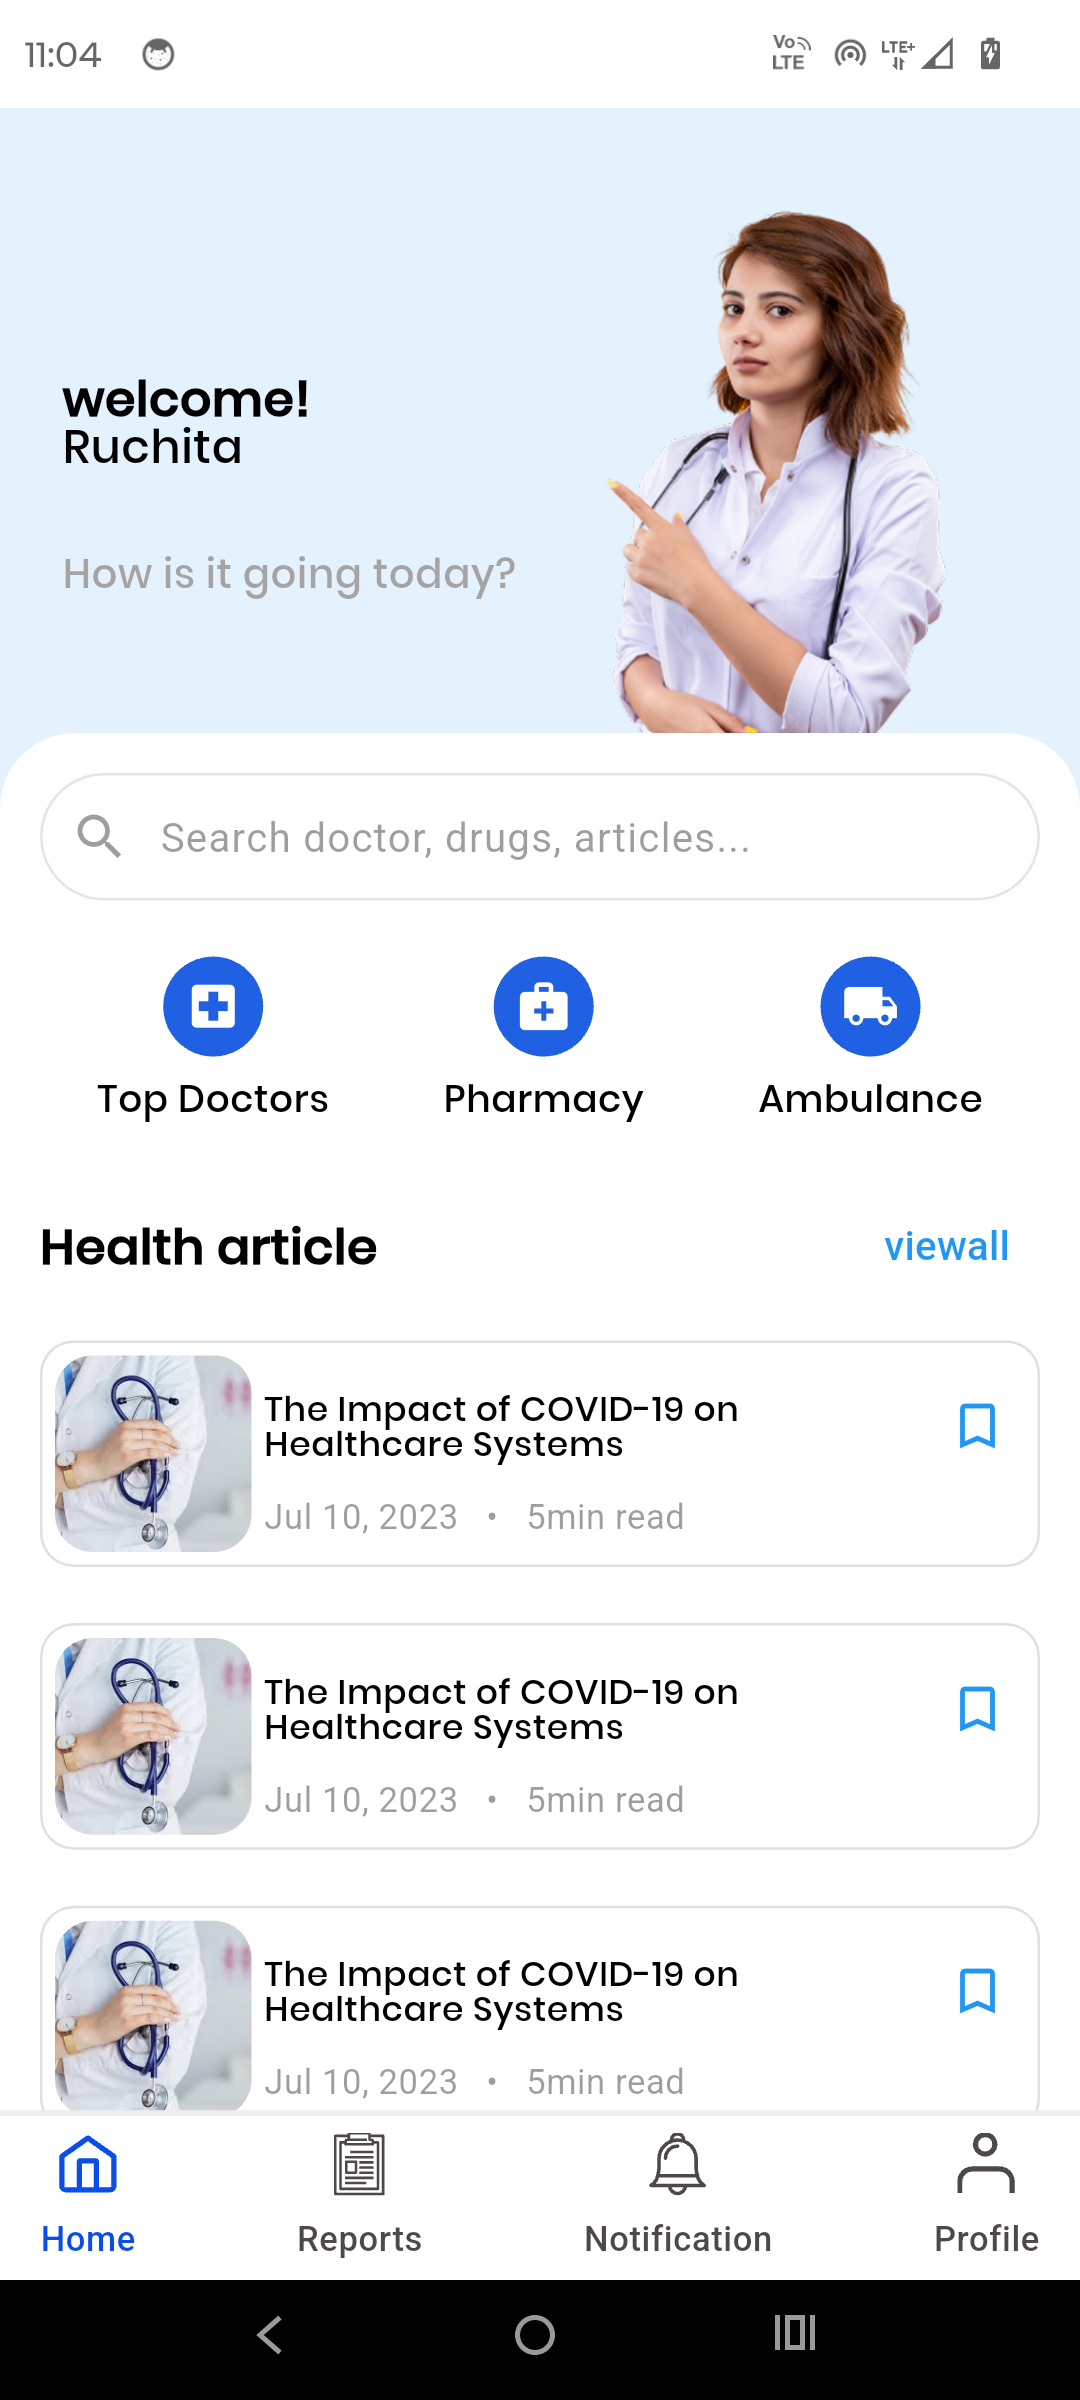 11:04
Vo
LTE
LTE+
welcome!
Ruchita
How is it going today?
Search doctor, drugs, articles...
Top Doctors
Pharmacy
Ambulance
Health article
viewall
The Impact of COVID-19 on
Healthcare Systems
Jul 10, 2023 • 5min read
The Impact of COVID-19 on
Healthcare Systems
Jul 10, 2023 • 5min read
The Impact of COVID-19 on
Healthcare Systems
Jul 10, 2023 • 5min read
Home
Reports
Notification
Profile